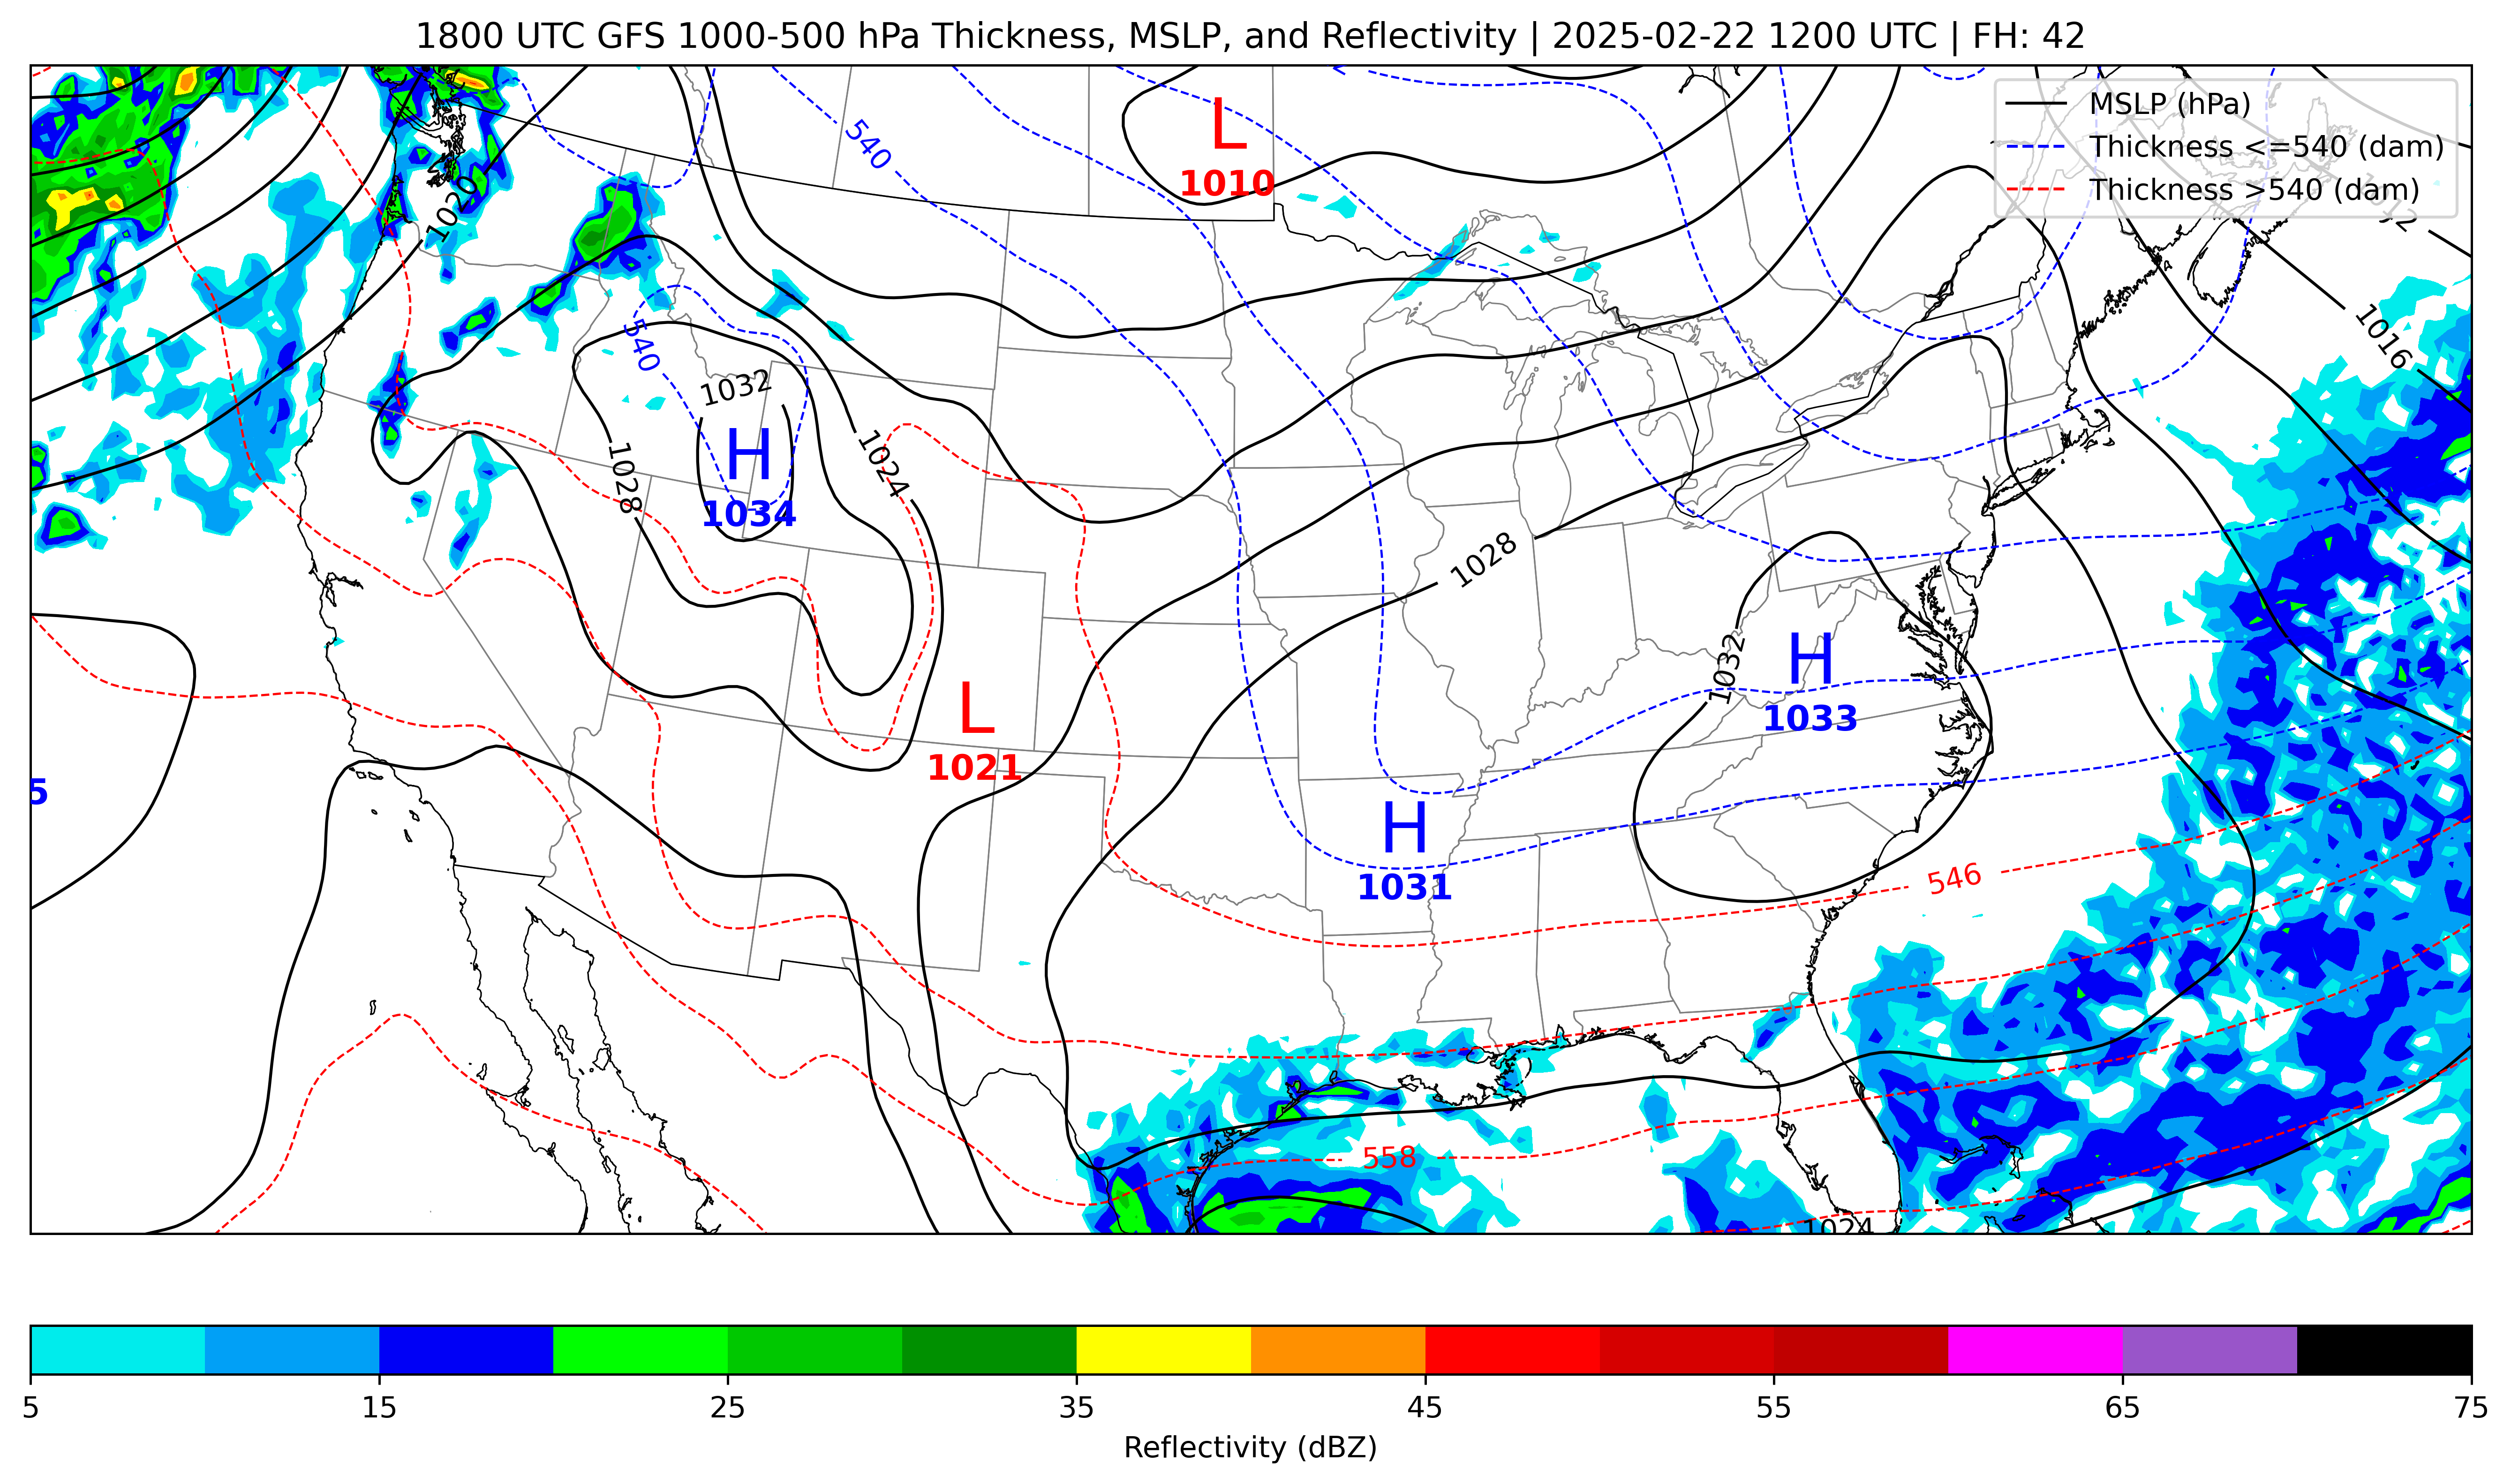 1800 UTC GFS 1000-500 hPa Thickness, MSLP, and Reflectivity | 2025-02-22 1200 UTC | FH: 42
MSLP (hPa)
Thickness <=540 (dam)
Thickness >540 (dam)
540
L
1010
1020
1012
1016
540
1032
H
1034
1028
1024
1028
1032
H
1033
L
1021
5
H
1031
546
558
1024
5 15 25 35 45 55 65 75
Reflectivity (dBZ)